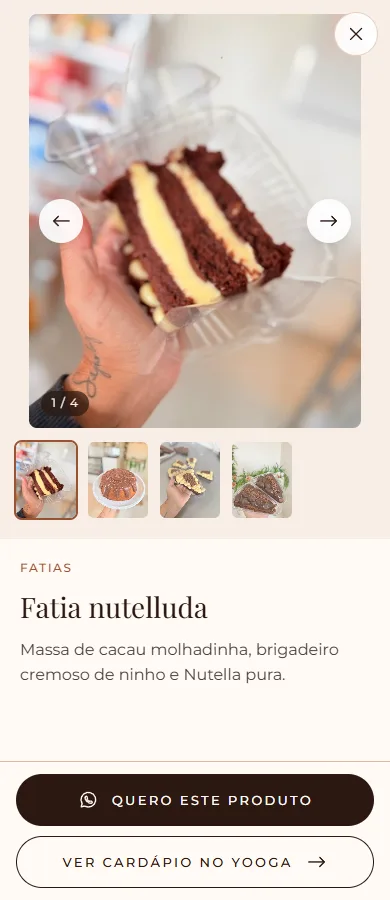 1 / 4
FATIAS
Fatia nutelluda
Massa de cacau molhadinha, brigadeiro
cremoso de ninho e Nutella pura.
QUERO ESTE PRODUTO
VER CARDÁPIO NO YOOGA